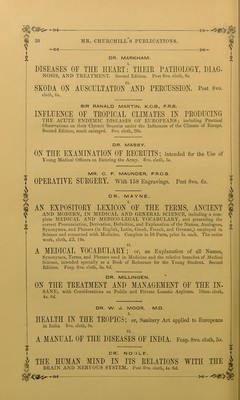 26 MR. CHURCHILL'S PUBLICATIONS.
DR. MARKHAM.
I.
DISEASES OF THE HEART: THEIR PATHOLOGY, DIAG-
NOSIS, AND TREATMENT. Second Edition. Post 8vo. cloth, 6s.
II.
SKODA ON AUSCULTATION AND PERCUSSION. Post 8vo.
cloth, 6s.
SIR RANALD MARTIN, K.C.B., F.R.S.
INFLUENCE OF TROPICAL CLIMATES IN PRODUCING
THE ACUTE ENDEMIC DISEASES OF EUROPEANS; including Practical
Observations on their Chronic Sequelæ under the Influences of the Climate of Europe.
Second Edition, much enlarged. 8vo. cloth, 20s.
DR. MASSEY.
ON THE EXAMINATION OF RECRUITS; intended for the Use of
Young Medical Officers on Entering the Army. 8vo. cloth, 5s.
MR. C. F. MAUNDER, F.R.C.S.
OPERATIVE SURGERY. With 158 Engravings. Post 8vo. 6s.
DR. MAYNE.
I.
AN EXPOSITORY LEXICON OF THE TERMS, ANCIENT
AND MODERN, IN MEDICAL AND GENERAL SCIENCE, including a com-
plete MEDICAL AND MEDICO-LEGAL VOCABULARY, and presenting the
correct Pronunciation, Derivation, Definition, and Explanation of the Names, Analogues,
Synonymes, and Phrases (in English, Latin, Greek, French, and German,) employed in
Science and connected with Medicine. Complete in 10 Parts, price 5s. each. The entire
work, cloth, £2. 10s.
II.
A MEDICAL VOCABULARY; or, an Explanation of all Names,
Synonymes, Terms, and Phrases used in Medicine and the relative branches of Medical
Science, intended specially as a Book of Reference for the Young Student. Second
Edition. Fcap. 8vo. cloth, 8s. 6d.
DR. MILLINGEN.
ON THE TREATMENT AND MANAGEMENT OF THE IN-
SANE; with Considerations on Public and Private Lunatic Asylums. 18mo. cloth,
4s. 6d.
DR. W. J. MOORE, M.D.
I.
HEALTH IN THE TROPICS; or, Sanitary Art applied to Europeans
in India. 8vo. cloth, 9s.
II.
A MANUAL OF THE DISEASES OF INDIA. Fcap. 8vo. cloth, 5s.
DR. NOBLE.
THE HUMAN MIND IN ITS RELATIONS WITH THE
BRAIN AND NERVOUS SYSTEM. Post 8vo. cloth, 4s. 6d.